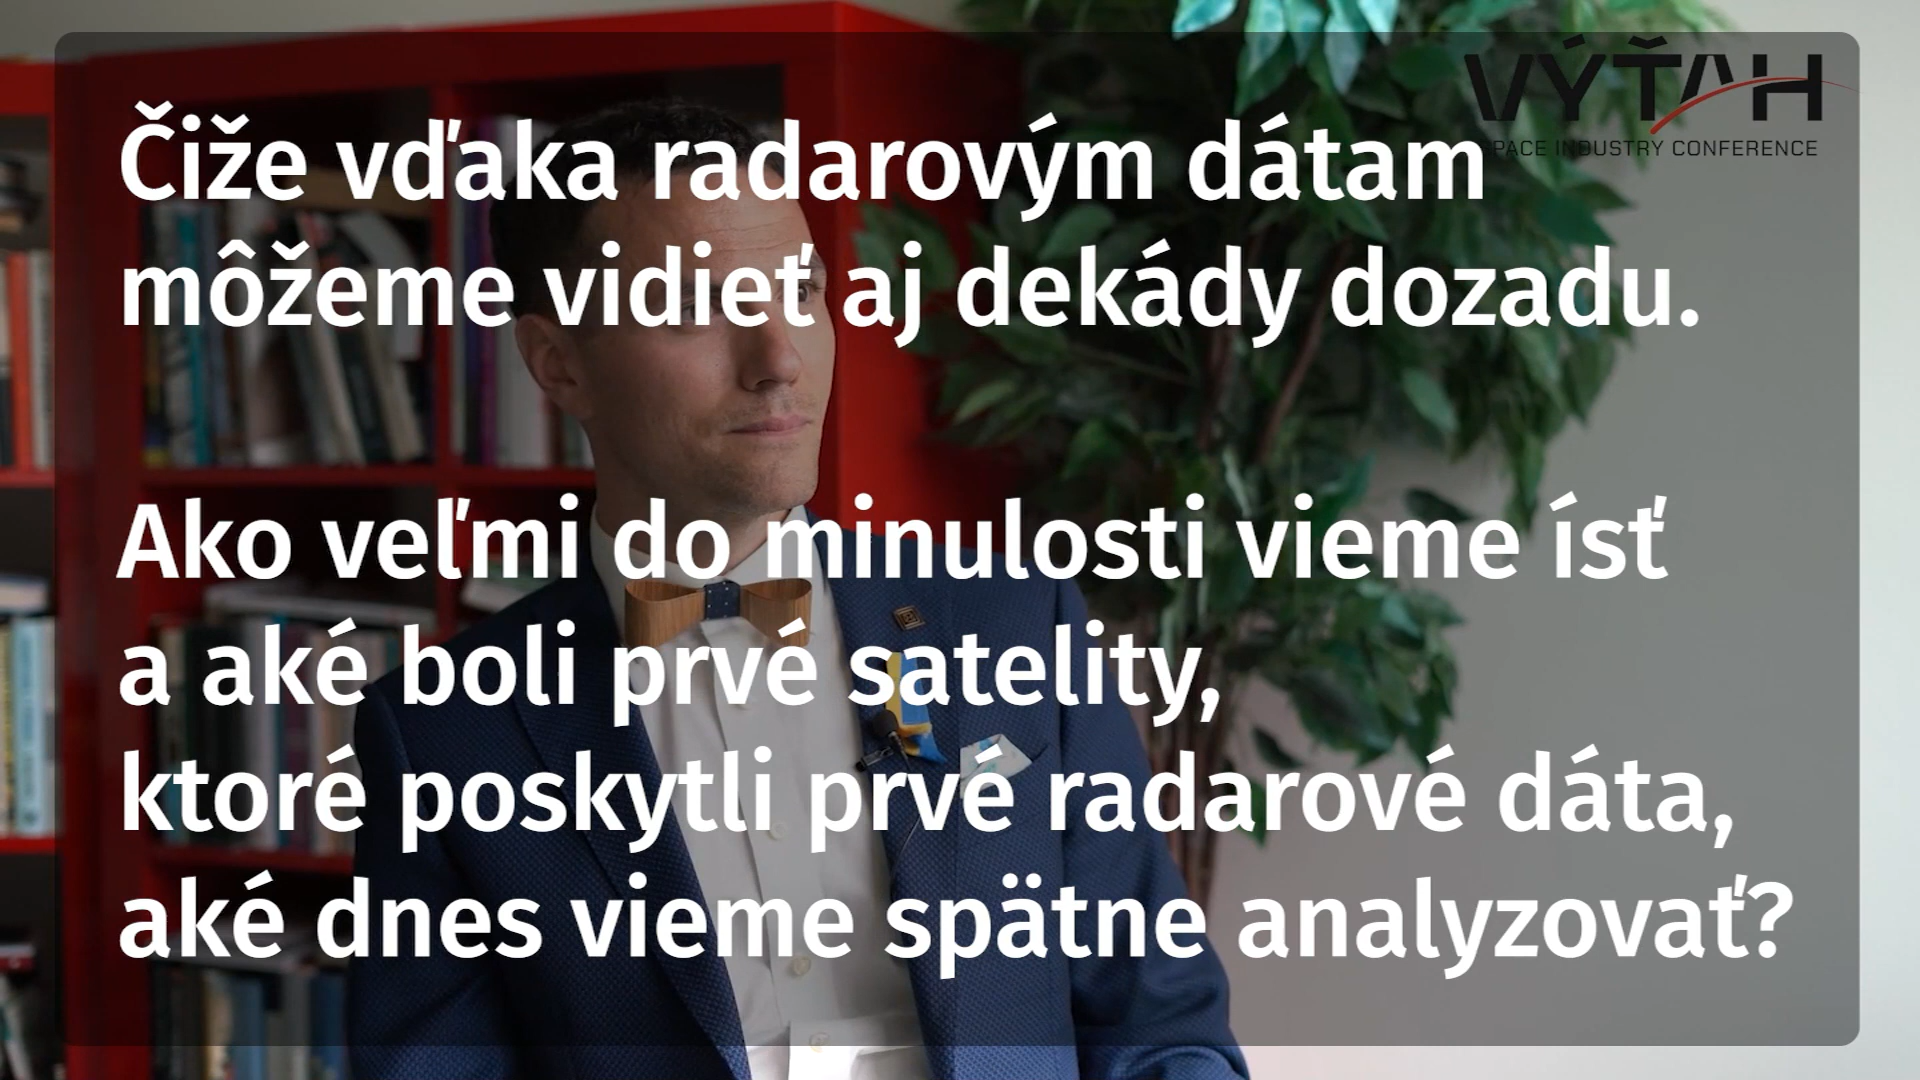 VÝŤAH
SPACE INDUSTRY CONFERENCE
Čiže vďaka radarovým dátam
môžeme vidieť aj dekády dozadu.
Ako veľmi do minulosti vieme ísť
a aké boli prvé satelity,
ktoré poskytli prvé radarové dáta,
aké dnes vieme spätne analyzovať?